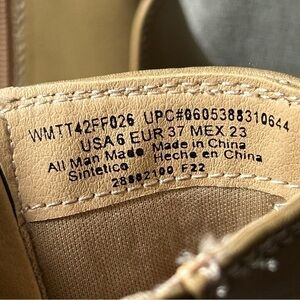 WMTT42FF026 UPC#0605388310644
USA 6 EUR 37 MEX 23
All Man Made Made in China
Sintetico Hecho en China
28802100 F22